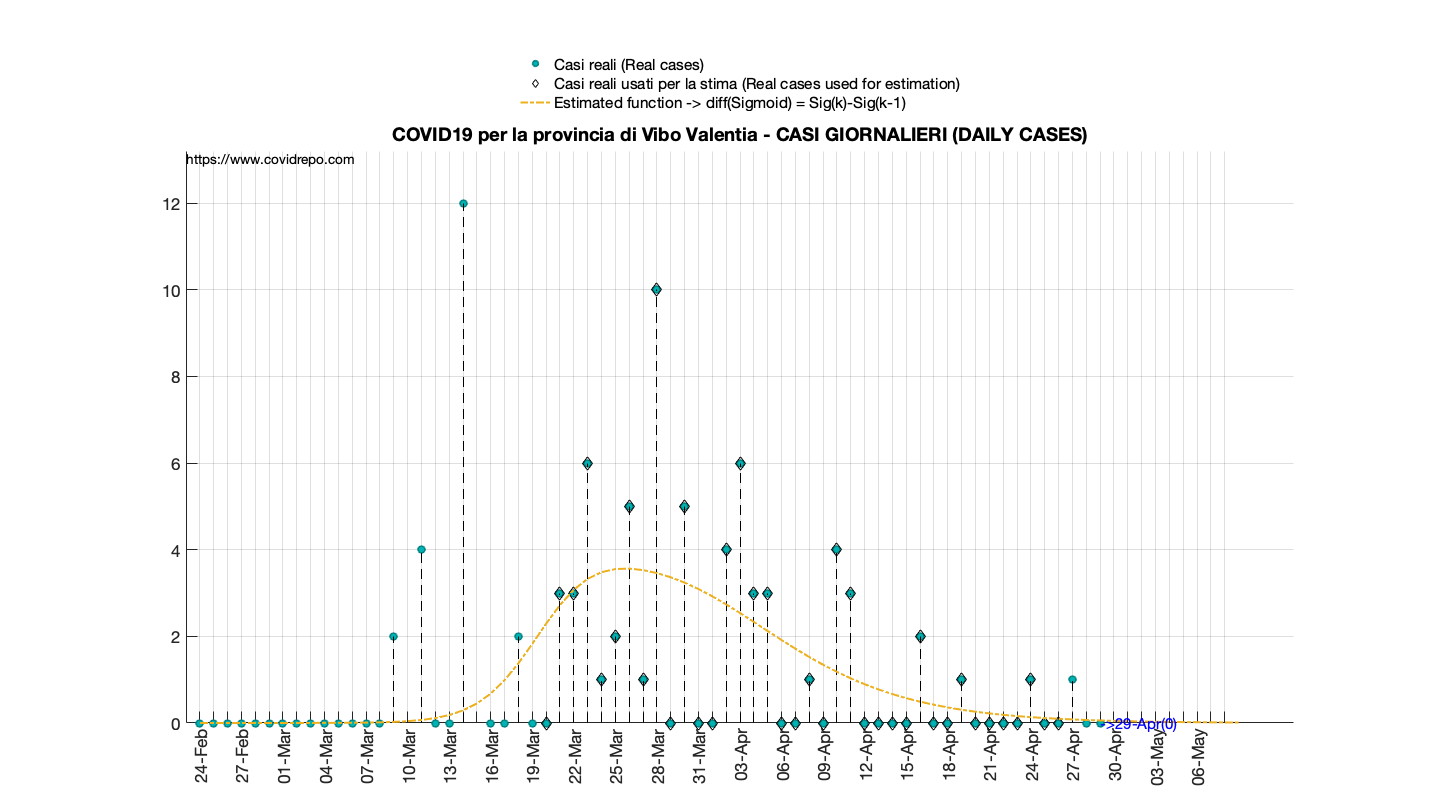 Casi reali (Real cases)
Casi reali usati per la stima (Real cases used for estimation)
Estimated function -> diff(Sigmoid) = Sig(k)-Sig(k-1)
COVID19 per la provincia di Vibo Valentia - CASI GIORNALIERI (DAILY CASES)
https://www.covidrepo.com
12
10
8
6
4
2
0
->29-Apr(0)
24-Feb
27-Feb
01-Mar
04-Mar
07-Mar
10-Mar
13-Mar
16-Mar
19-Mar
22-Mar
25-Mar
28-Mar
31-Mar
03-Apr
06-Apr
09-Apr
12-Apr
15-Apr
18-Apr
21-Apr
24-Apr
27-Apr
30-Apr
03-May
06-May